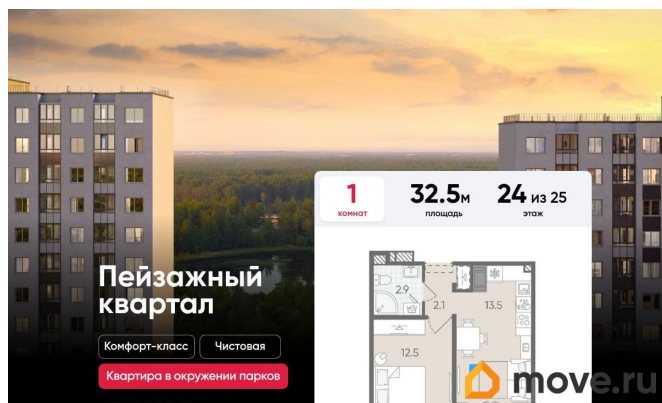 1
комнат
32.5м
площадь
24 из 25
этаж
Пейзажный
квартал
Комфорт-класс
Чистовая
Квартира в окружении парков
2.9
2.1
13.5
12.5
move.ru